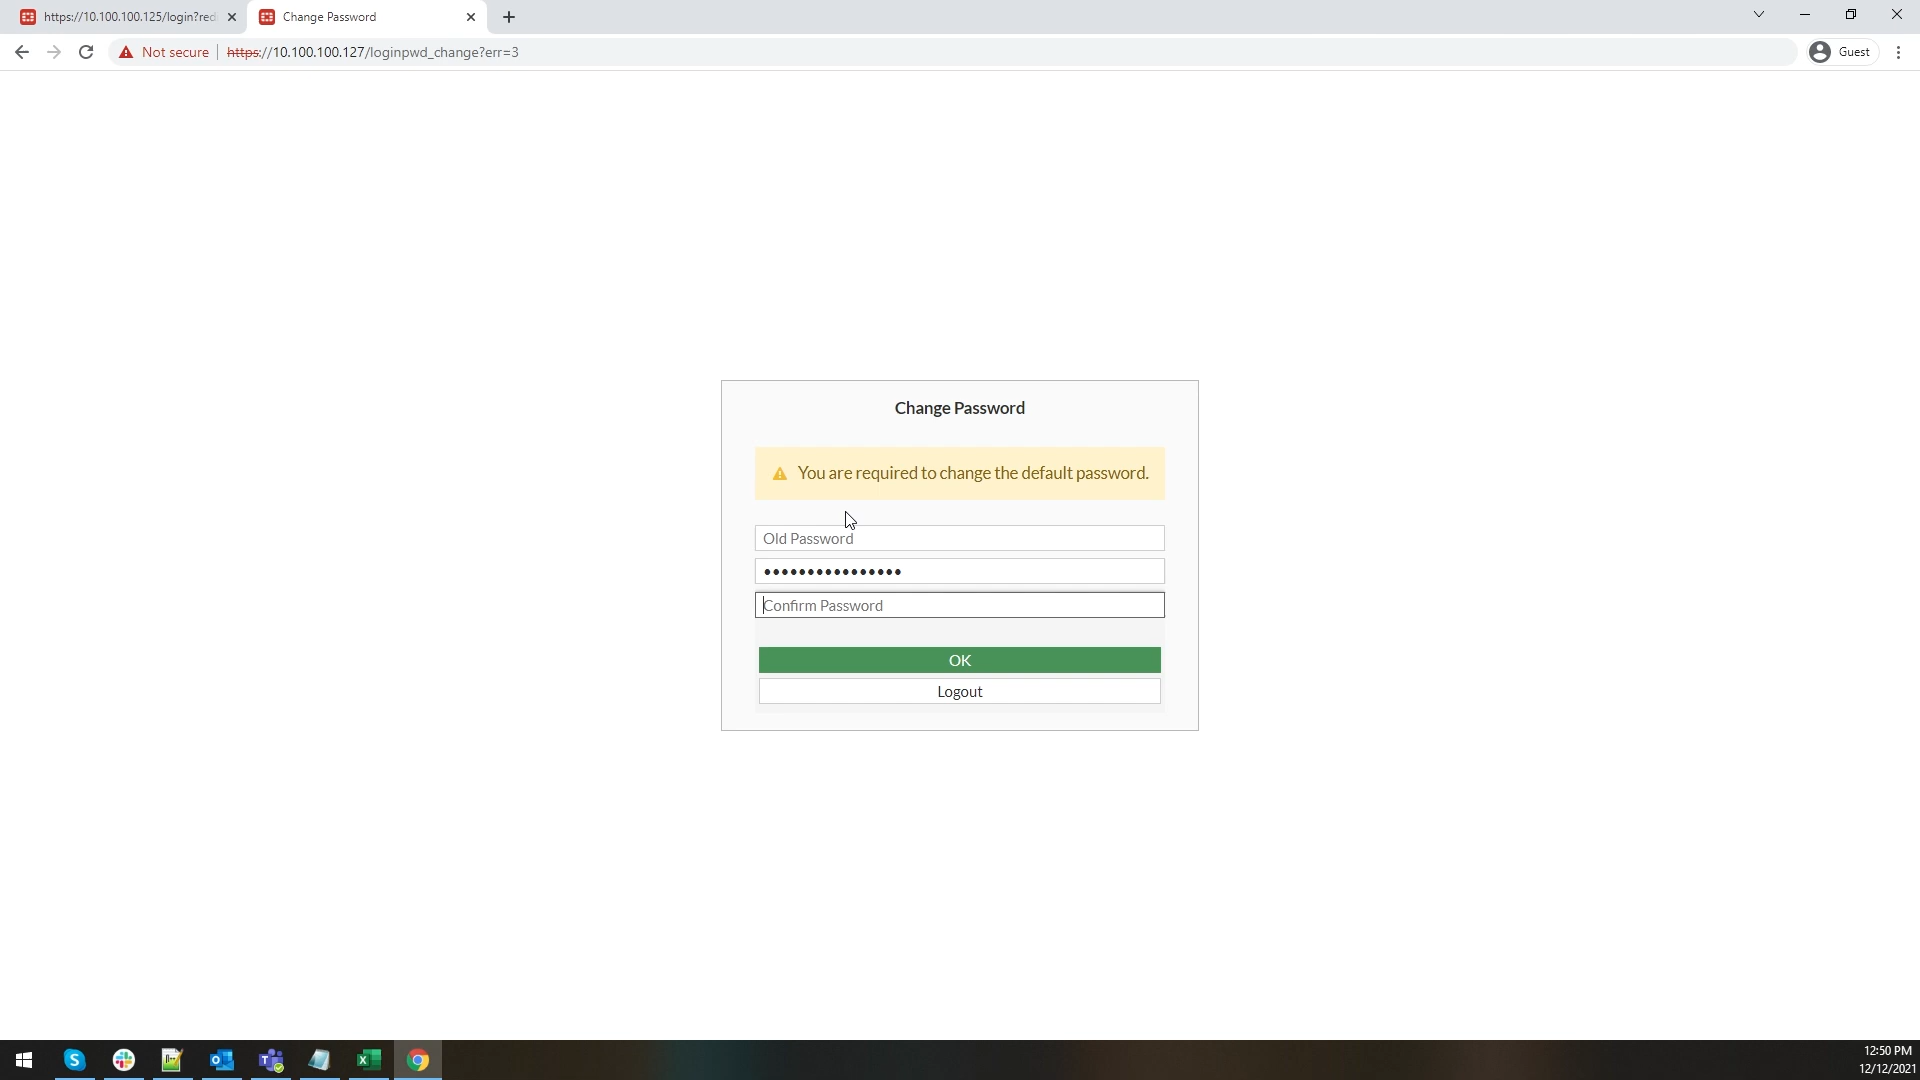 https://10.100.100.125/login?red
Change Password
Not secure
https://10.100.100.127/loginpwd_change?err=3
Guest
Change Password
You are required to change the default password.
Old Password
••••••••••••••••
Confirm Password
OK
Logout
12:50 PM
12/12/2021